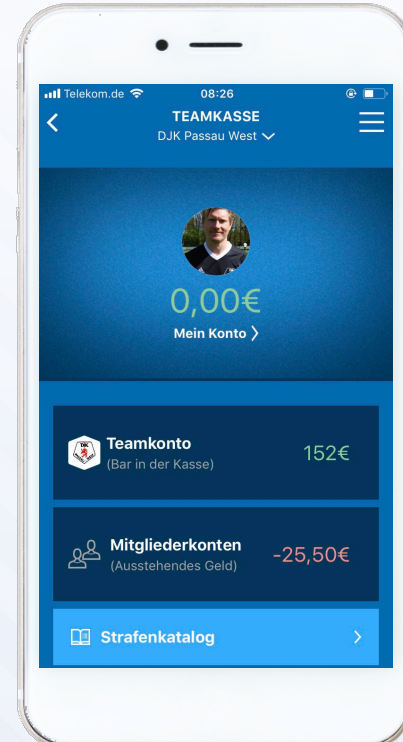 Telekom.de 08:26
TEAMKASSE
DJK Passau West
0,00€
Mein Konto
DJK
Teamkonto 152€
(Bar in der Kasse)
Mitgliederkonten -25,50€
(Ausstehendes Geld)
Strafenkatalog